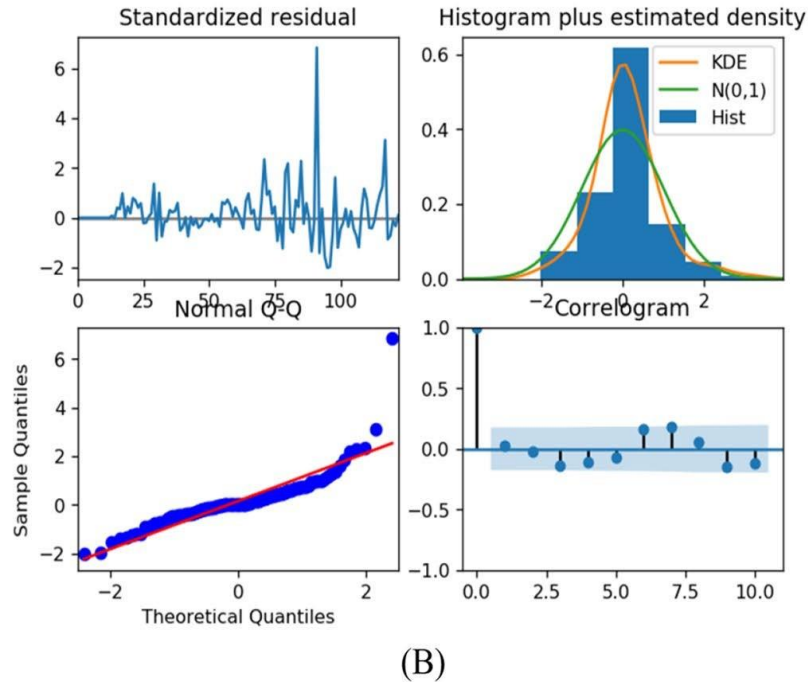 Standardized residual
6
4
2
0
−2
0 25 50 75 100
Histogram plus estimated density
KDE
N(0,1)
Hist
0.6
0.4
0.2
0.0
−2 0 2
Normal Q-Q
Sample Quantiles
6
4
2
0
−2
−2 0 2
Theoretical Quantiles
Correlogram
1.0
0.5
0.0
−0.5
−1.0
0.0 2.5 5.0 7.5 10.0
(B)